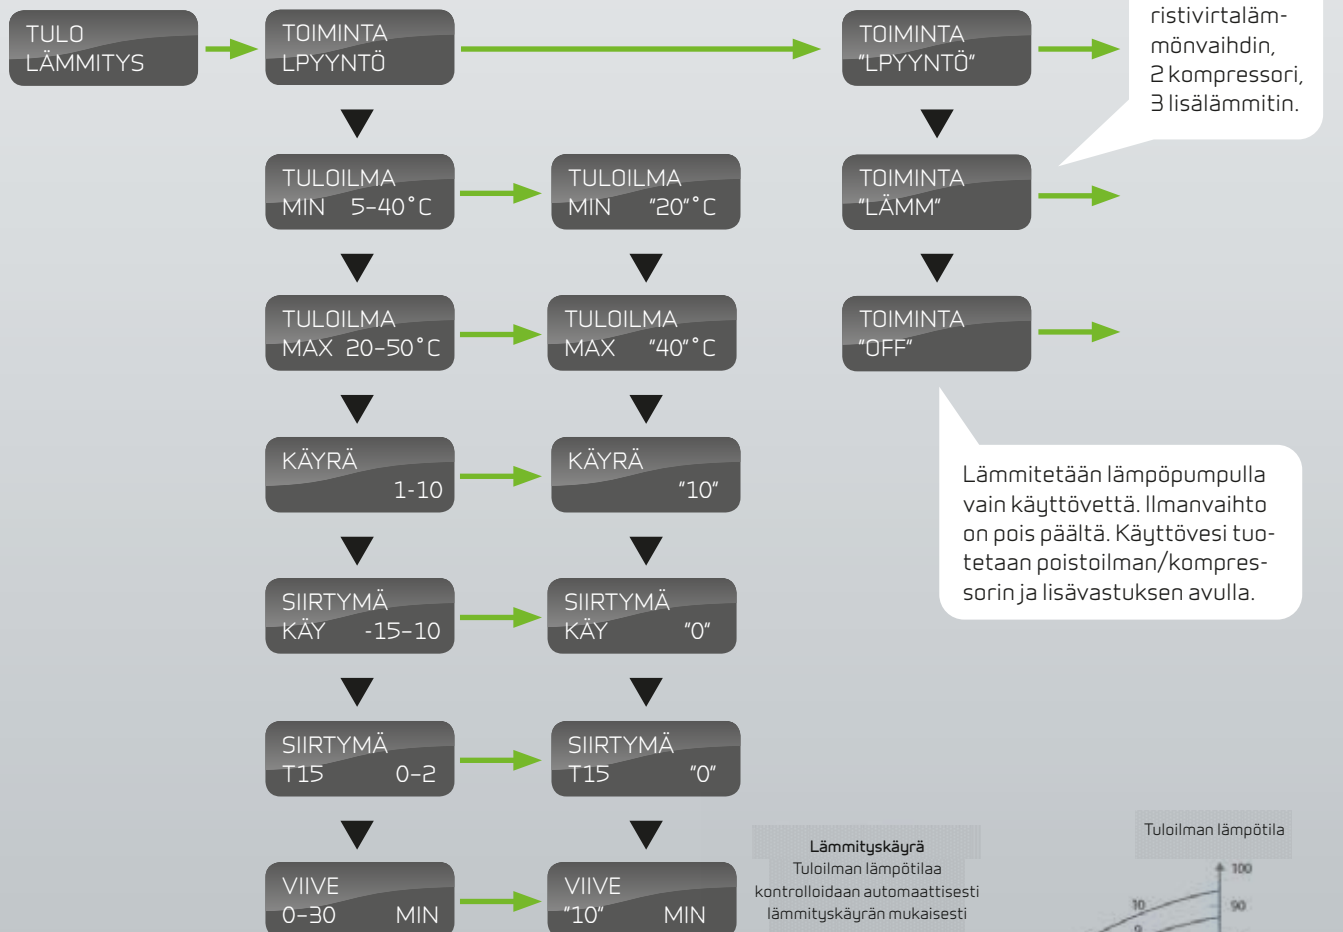 TULO
LÄMMITYS
TOIMINTA
LPYYNTÖ
TOIMINTA
"LPYYNTÖ"
ristivirtaläm-
mönvaihdin,
2 kompressori,
3 lisälämmitin.
TULOILMA
MIN 5–40°C
TULOILMA
MIN "20"°C
TOIMINTA
"LÄMM"
TULOILMA
MAX 20–50°C
TULOILMA
MAX "40"°C
TOIMINTA
"OFF"
KÄYRÄ
1-10
KÄYRÄ
"10"
Lämmitetään lämpöpumpulla
vain käyttövettä. Ilmanvaihto
on pois päältä. Käyttövesi tuo-
tetaan poistoilman/kompres-
sorin ja lisävastuksen avulla.
SIIRTYMÄ
KÄY -15–10
SIIRTYMÄ
KÄY "0"
SIIRTYMÄ
T15 0–2
SIIRTYMÄ
T15 "0"
VIIVE
0–30 MIN
VIIVE
"10" MIN
Lämmityskäyrä
Tuloilman lämpötilaa
kontrolloidaan automaattisesti
lämmityskäyrän mukaisesti
Tuloilman lämpötila
100
10
90
9